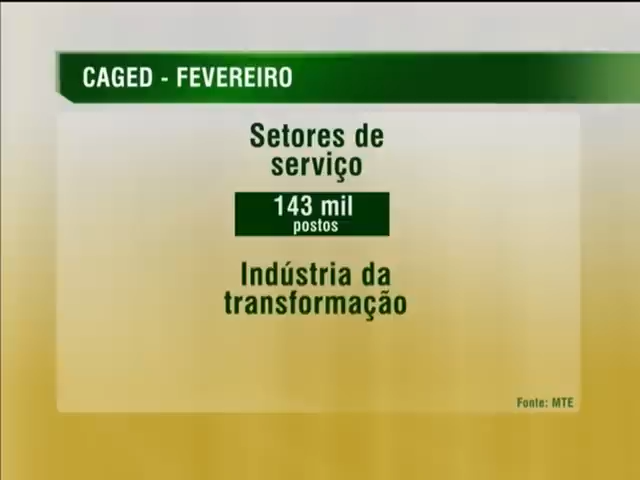 CAGED - FEVEREIRO
Setores de
serviço
143 mil
postos
Indústria da
transformação
Fonte: MTE